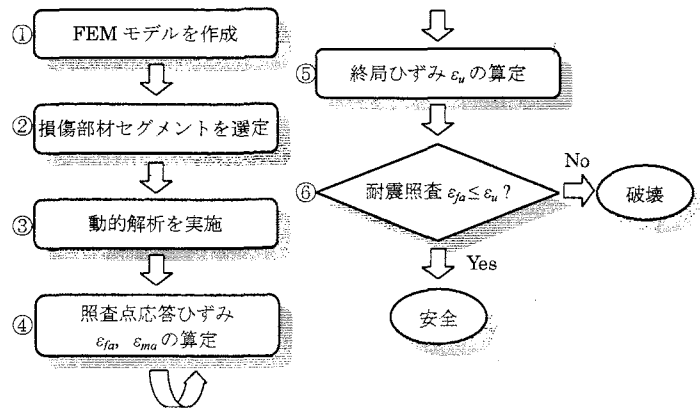 ① FEM モデルを作成
② 損傷部材セグメントを選定
③ 動的解析を実施
④ 照査点応答ひずみ
εfa, εma の算定
⑤ 終局ひずみ εu の算定
⑥ 耐震照査 εfa ≤ εu ?
No
破壊
Yes
安全